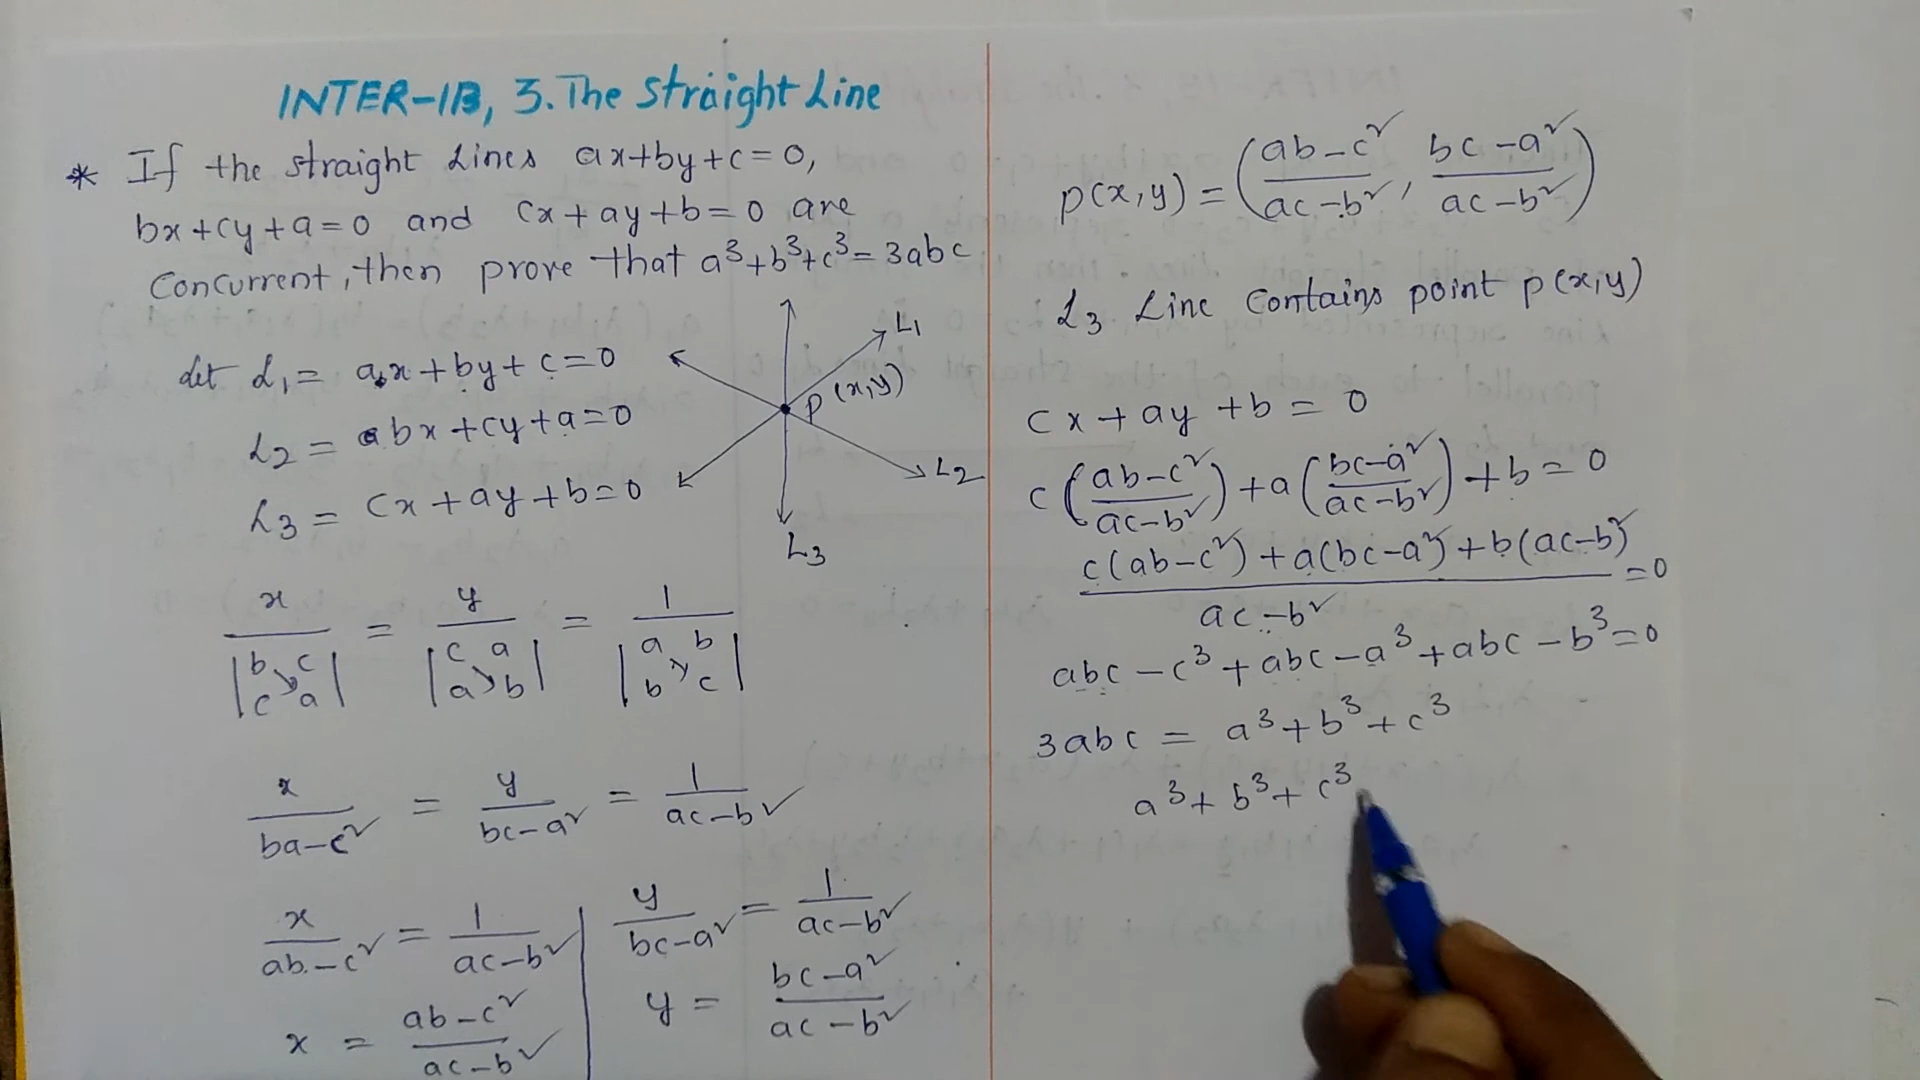 INTER-1B, 3. The Straight Line
* If the straight Lines ax+by+c=0,
bx+cy+a=0 and cx+ay+b=0 are
Concurrent, then prove that a³+b³+c³=3abc
Let L₁ = ax+by+c=0
L₂ = bx+cy+a=0
L₃ = cx+ay+b=0
L1
P(x,y)
L2
L3
x/|b c; c a| = y/|c a; a b| = 1/|a b; b c|
x/(ba-c²) = y/(bc-a²) = 1/(ac-b²)
x/(ab-c²) = 1/(ac-b²)
x = (ab-c²)/(ac-b²)
y/(bc-a²) = 1/(ac-b²)
y = (bc-a²)/(ac-b²)
p(x,y) = ((ab-c²)/(ac-b²), (bc-a²)/(ac-b²))
L₃ Line Contains point p(x,y)
cx+ay+b=0
c((ab-c²)/(ac-b²))+a((bc-a²)/(ac-b²))+b=0
(c(ab-c²)+a(bc-a²)+b(ac-b²))/(ac-b²)=0
abc-c³+abc-a³+abc-b³=0
3abc = a³+b³+c³
a³+b³+c³